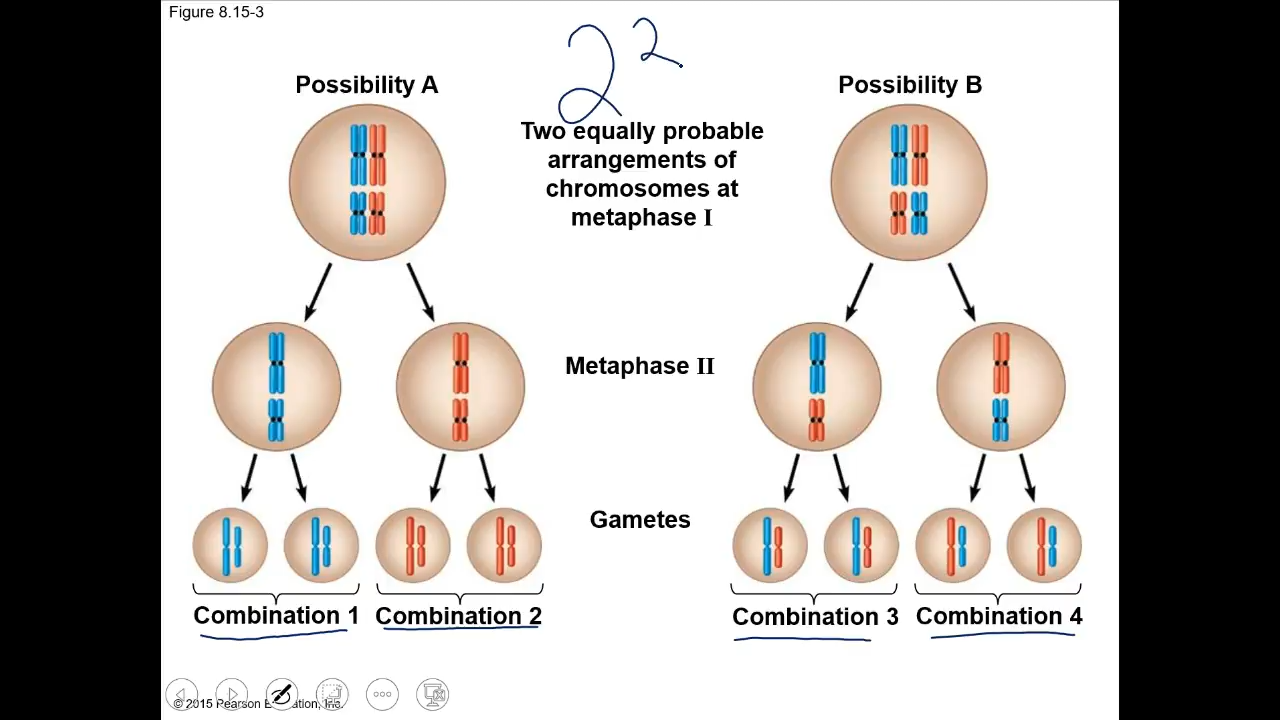 Figure 8.15-3
2²
Possibility A
Possibility B
Two equally probable
arrangements of
chromosomes at
metaphase I
Metaphase II
Gametes
Combination 1
Combination 2
Combination 3
Combination 4
© 2015 Pearson Inc.